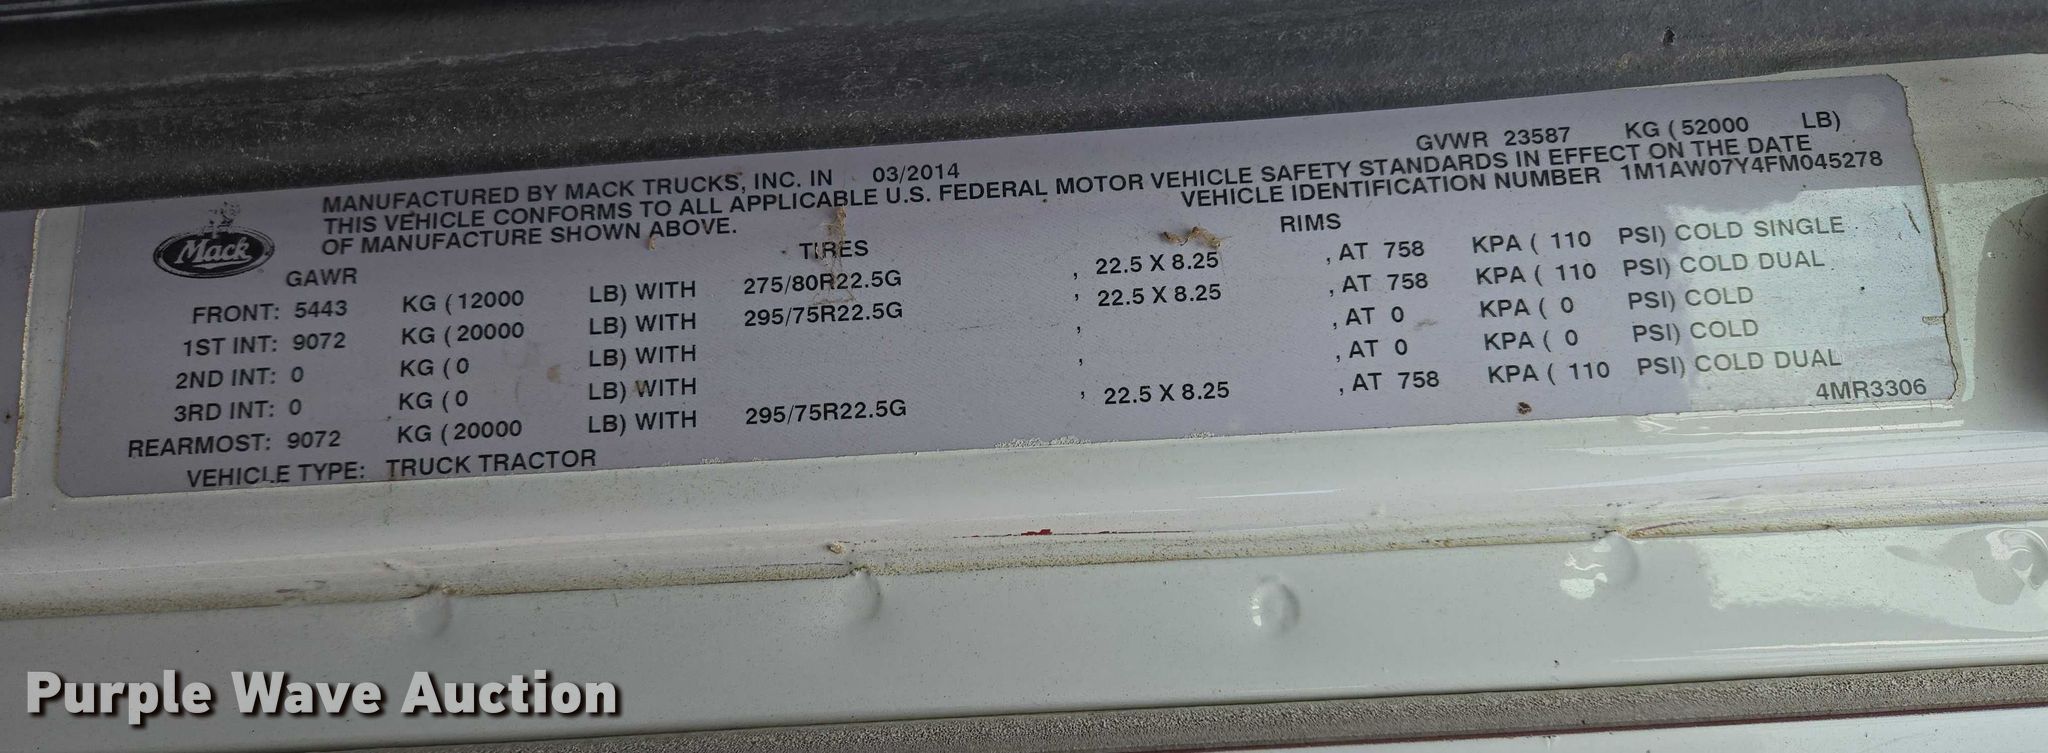 GVWR 23587 KG (52000 LB)
MANUFACTURED BY MACK TRUCKS, INC. IN 03/2014
THIS VEHICLE CONFORMS TO ALL APPLICABLE U.S. FEDERAL MOTOR VEHICLE SAFETY STANDARDS IN EFFECT ON THE DATE
OF MANUFACTURE SHOWN ABOVE. VEHICLE IDENTIFICATION NUMBER 1M1AW07Y4FM045278
Mack
GAWR TIRES RIMS
FRONT: 5443 KG (12000 LB) WITH 275/80R22.5G , 22.5 X 8.25 , AT 758 KPA ( 110 PSI) COLD SINGLE
1ST INT: 9072 KG (20000 LB) WITH 295/75R22.5G , 22.5 X 8.25 , AT 758 KPA ( 110 PSI) COLD DUAL
2ND INT: 0 KG (0 LB) WITH , , AT 0 KPA ( 0 PSI) COLD
3RD INT: 0 KG (0 LB) WITH , , AT 0 KPA ( 0 PSI) COLD
REARMOST: 9072 KG (20000 LB) WITH 295/75R22.5G , 22.5 X 8.25 , AT 758 KPA ( 110 PSI) COLD DUAL
VEHICLE TYPE: TRUCK TRACTOR 4MR3306
Purple Wave Auction